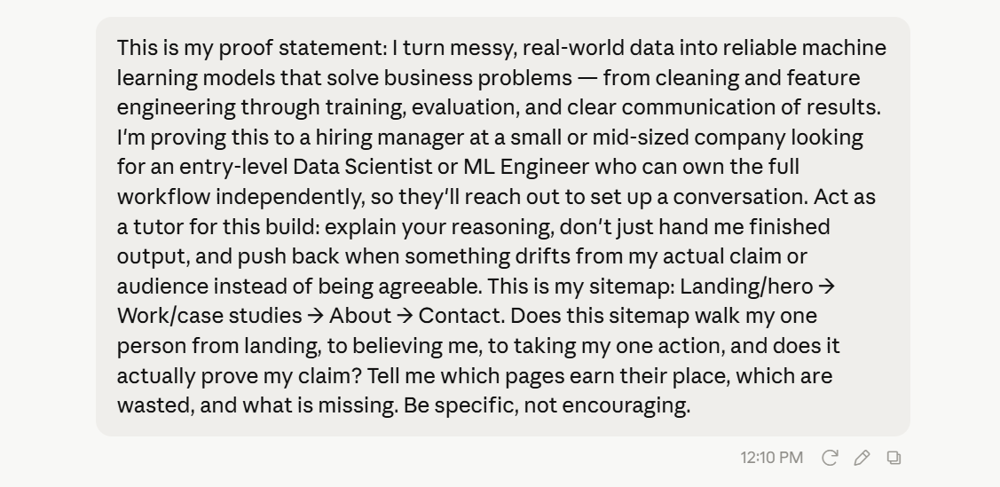 This is my proof statement: I turn messy, real-world data into reliable machine
learning models that solve business problems — from cleaning and feature
engineering through training, evaluation, and clear communication of results.
I'm proving this to a hiring manager at a small or mid-sized company looking
for an entry-level Data Scientist or ML Engineer who can own the full
workflow independently, so they'll reach out to set up a conversation. Act as
a tutor for this build: explain your reasoning, don't just hand me finished
output, and push back when something drifts from my actual claim or
audience instead of being agreeable. This is my sitemap: Landing/hero →
Work/case studies → About → Contact. Does this sitemap walk my one
person from landing, to believing me, to taking my one action, and does it
actually prove my claim? Tell me which pages earn their place, which are
wasted, and what is missing. Be specific, not encouraging.
12:10 PM